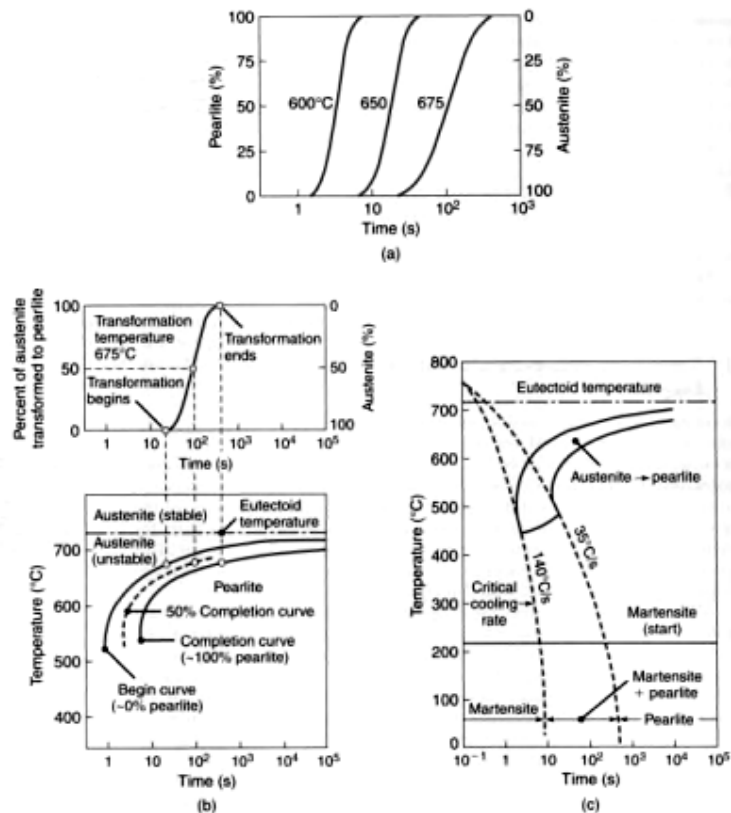 100
75
50
25
0
Pearlite (%)
600°C
650
675
0
25
50
75
100
Austenite (%)
1
10
10²
10³
Time (s)
(a)
Percent of austenite
transformed to pearlite
100
50
0
Transformation
temperature
675°C
Transformation
begins
Transformation
ends
0
50
100
Austenite (%)
1
10
10²
10³
10⁴
10⁵
Time (s)
Temperature (°C)
700
600
500
400
Austenite (stable)
Eutectoid
temperature
Austenite
(unstable)
Pearlite
50% Completion curve
Completion curve
(~100% pearlite)
Begin curve
(~0% pearlite)
1
10
10²
10³
10⁴
10⁵
Time (s)
(b)
Temperature (°C)
800
700
600
500
400
300
200
100
0
Eutectoid temperature
Austenite → pearlite
140°C/s
35°C/s
Critical
cooling
rate
Martensite
(start)
Martensite
+ pearlite
Martensite
Pearlite
10⁻¹
1
10
10²
10³
10⁴
10⁵
Time (s)
(c)